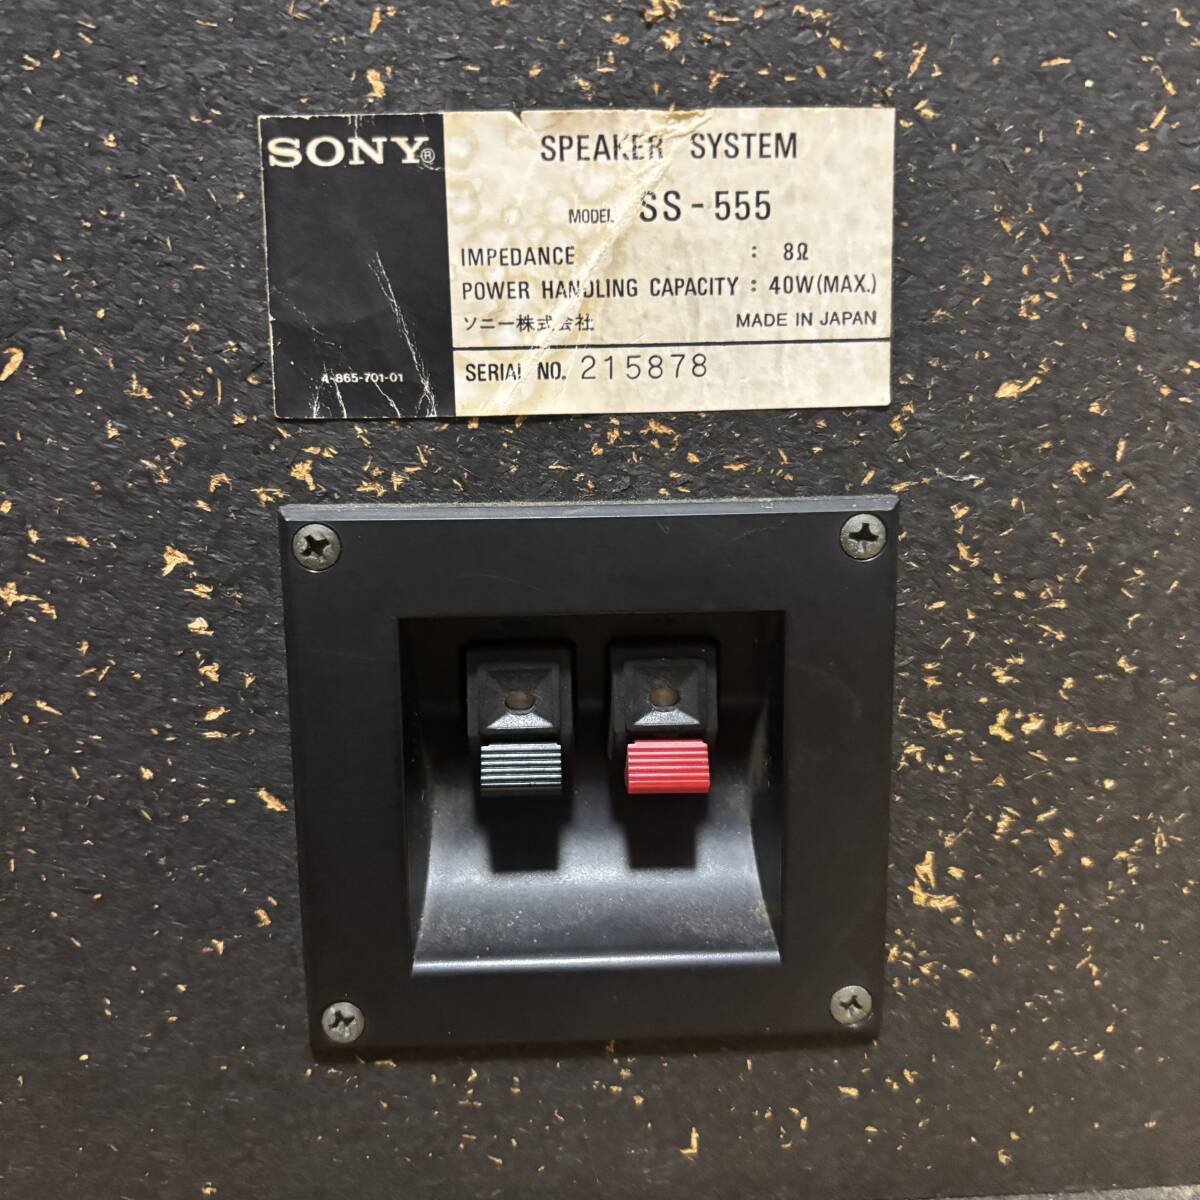 SONY®
SPEAKER SYSTEM
MODEL SS-555
IMPEDANCE : 8Ω
POWER HANDLING CAPACITY : 40W(MAX.)
ソニー株式会社 MADE IN JAPAN
4-865-701-01
SERIAL NO. 215878